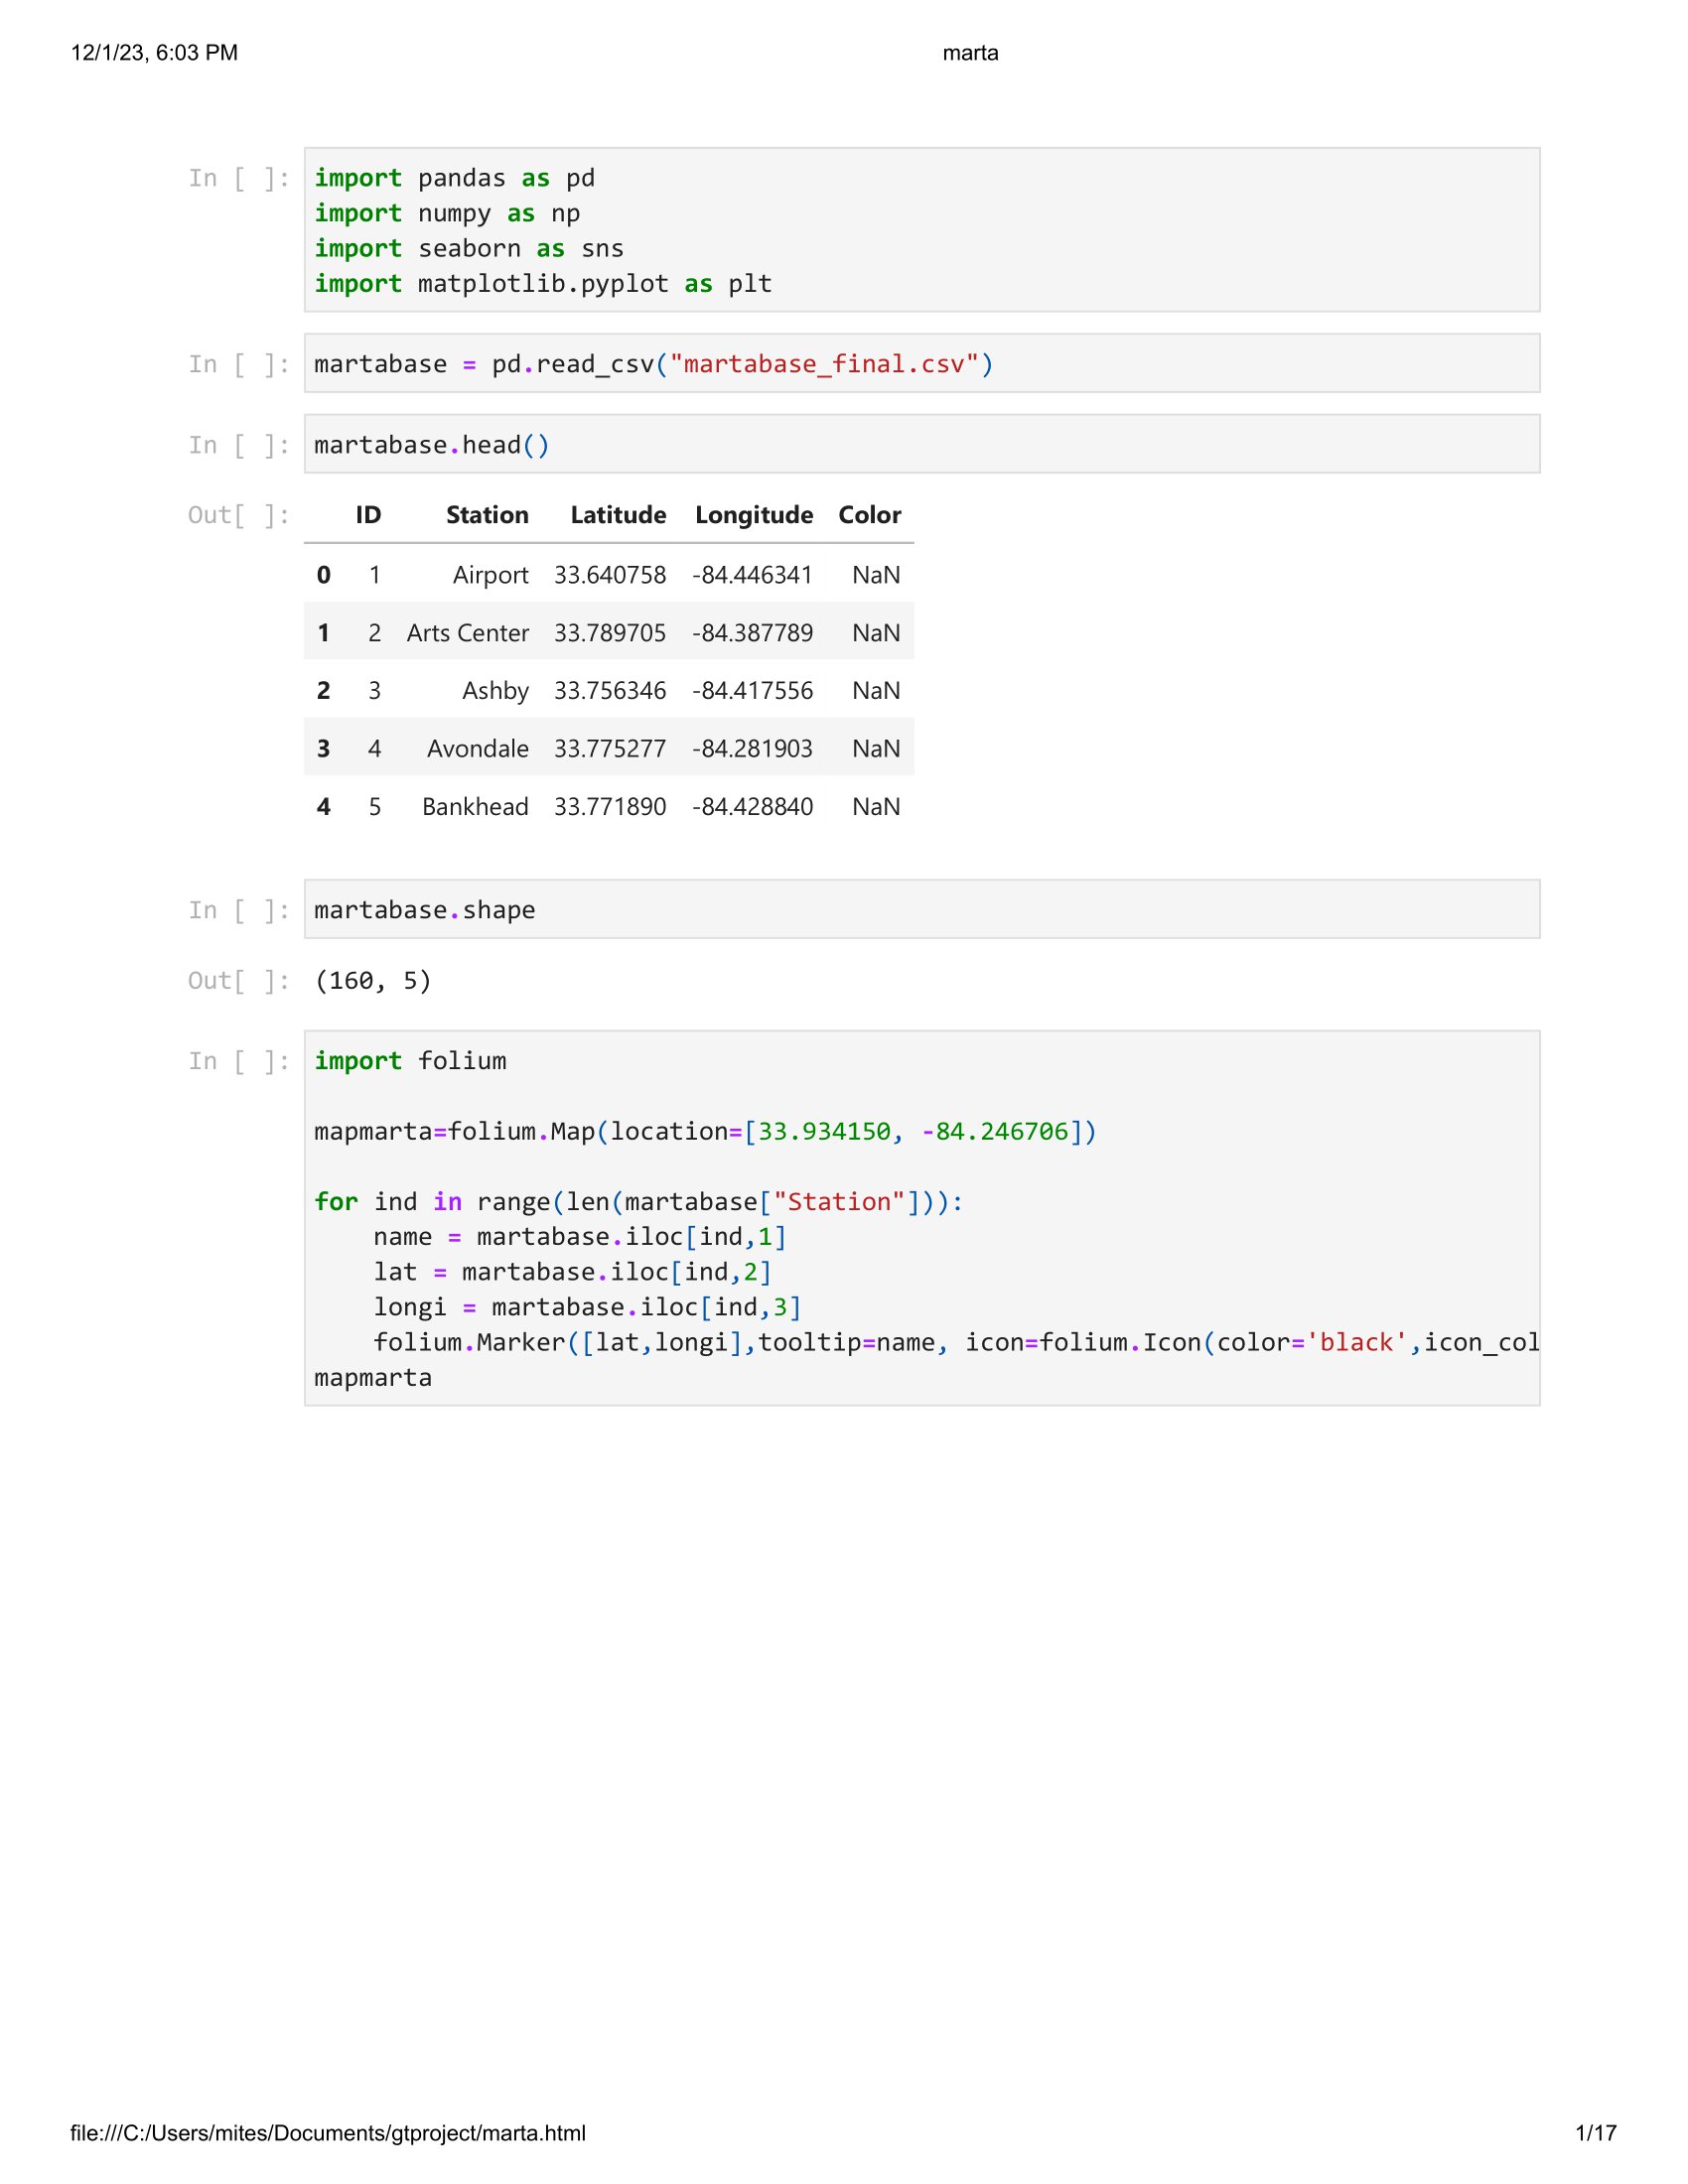 12/1/23, 6:03 PM marta
In [ ]: import pandas as pd
import numpy as np
import seaborn as sns
import matplotlib.pyplot as plt
In [ ]: martabase = pd.read_csv("martabase_final.csv")
In [ ]: martabase.head()
Out[ ]: ID Station Latitude Longitude Color
0 1 Airport 33.640758 -84.446341 NaN
1 2 Arts Center 33.789705 -84.387789 NaN
2 3 Ashby 33.756346 -84.417556 NaN
3 4 Avondale 33.775277 -84.281903 NaN
4 5 Bankhead 33.771890 -84.428840 NaN
In [ ]: martabase.shape
Out[ ]: (160, 5)
In [ ]: import folium
mapmarta=folium.Map(location=[33.934150, -84.246706])
for ind in range(len(martabase["Station"])):
    name = martabase.iloc[ind,1]
    lat = martabase.iloc[ind,2]
    longi = martabase.iloc[ind,3]
    folium.Marker([lat,longi],tooltip=name, icon=folium.Icon(color='black',icon_col
mapmarta
file:///C:/Users/mites/Documents/gtproject/marta.html 1/17